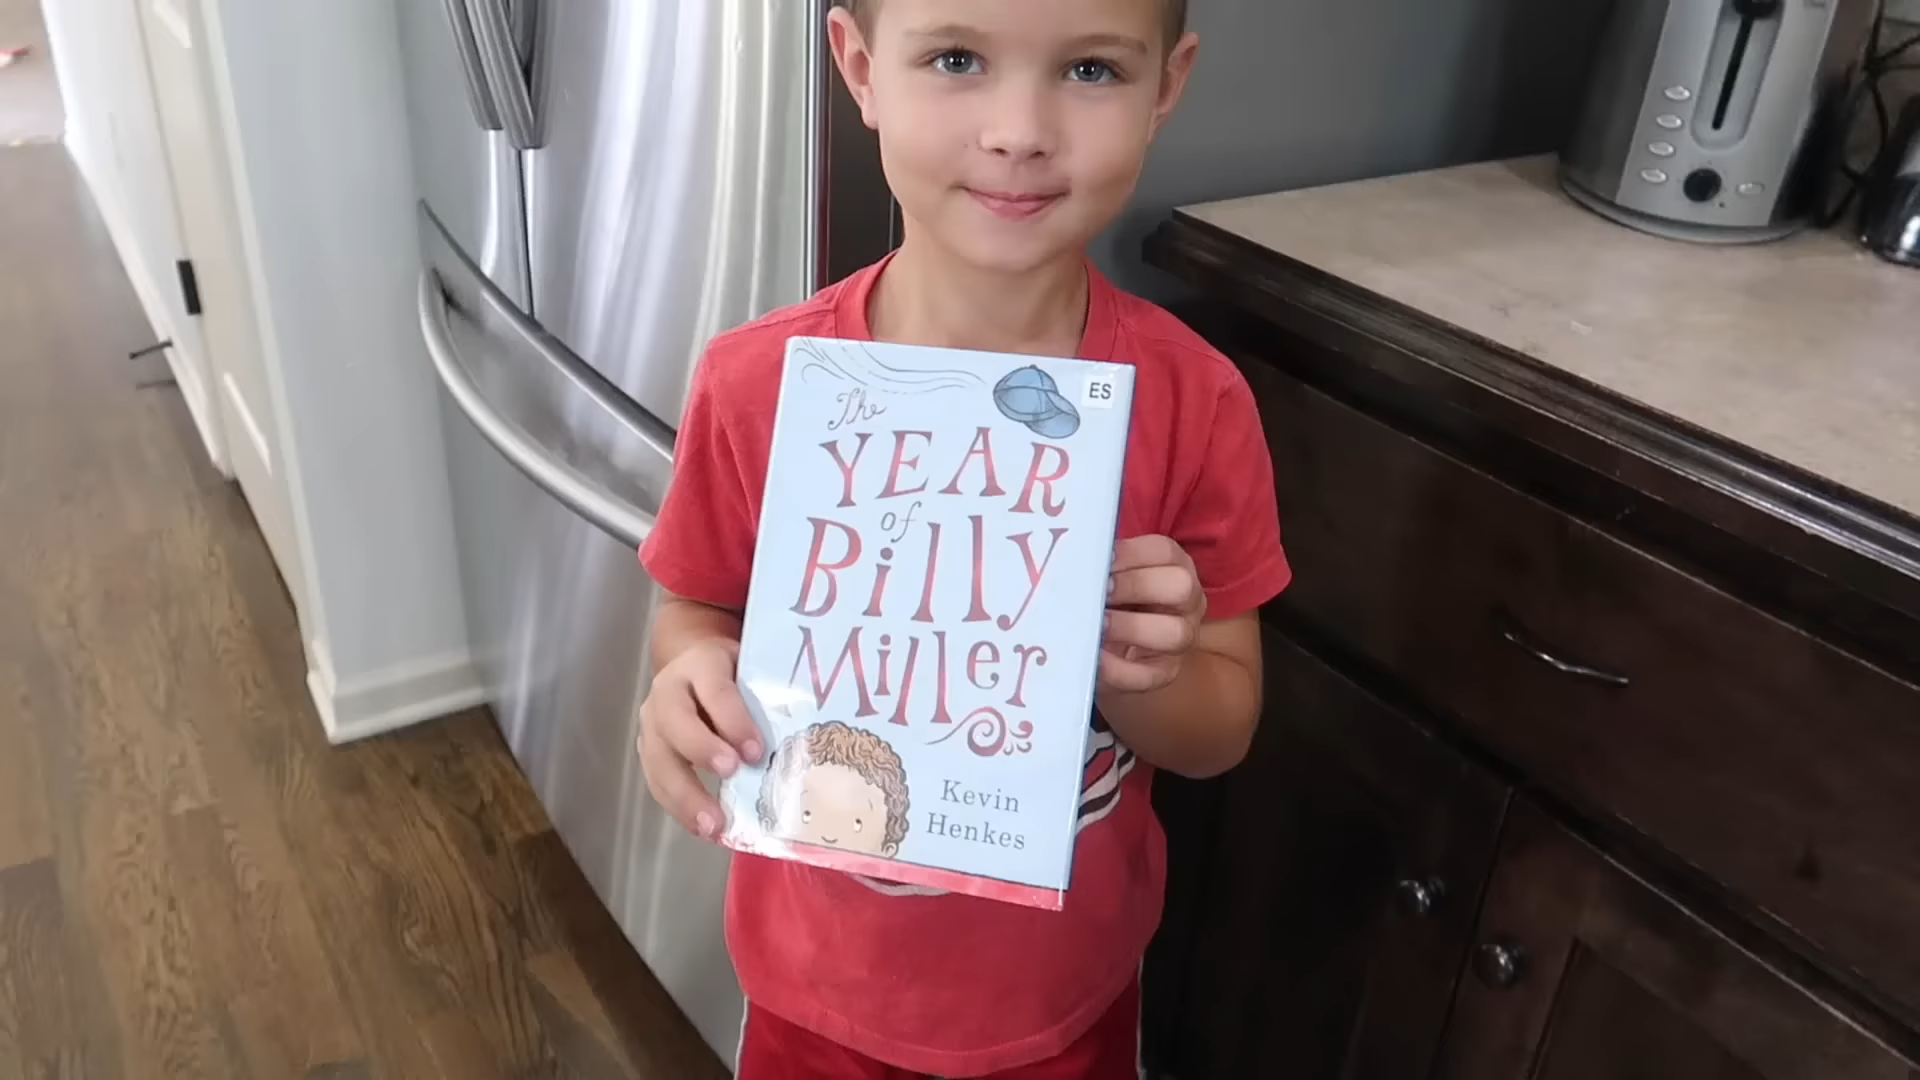 The
ES
YEAR
of
Billy
Miller
Kevin
Henkes